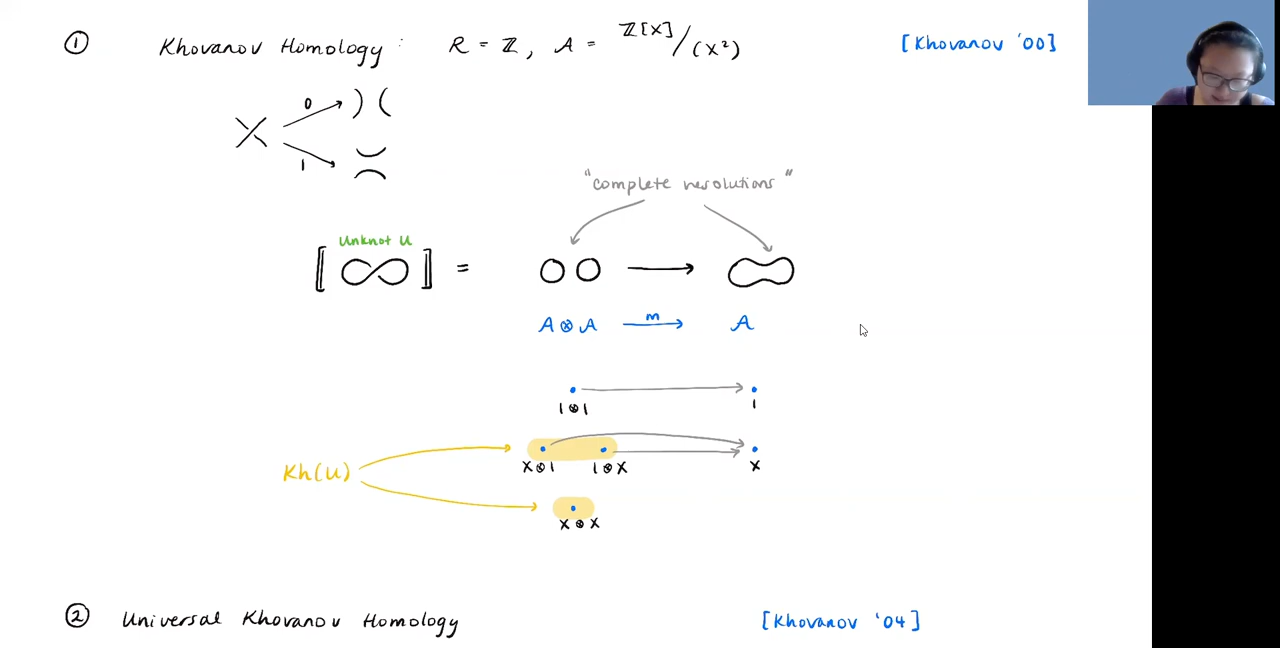 ① Khovanov Homology : R = ℤ, A = ℤ[x]/(x²) [Khovanov '00]
0
1
"complete resolutions"
Unknot U
[ ] =
A⊗A m A
1⊗1 1
Kh(U) x⊗1 1⊗x x
x⊗x
② Universal Khovanov Homology [Khovanov '04]